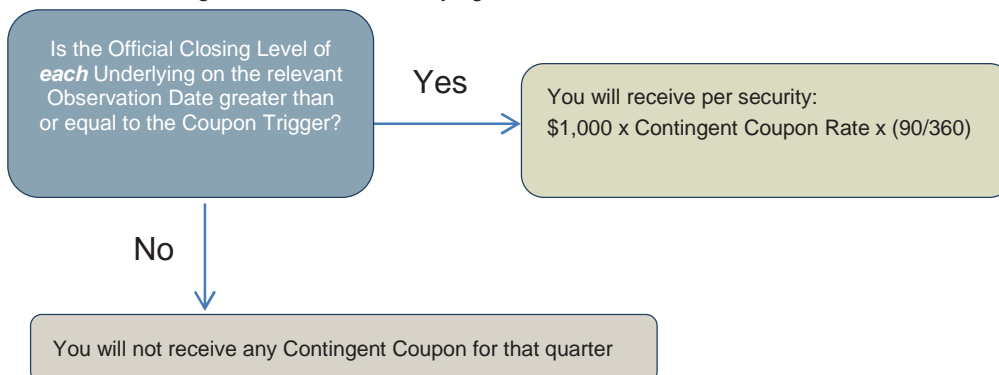 Is the Official Closing Level of
each Underlying on the relevant
Observation Date greater than
or equal to the Coupon Trigger?
Yes
You will receive per security:
$1,000 x Contingent Coupon Rate x (90/360)
No
You will not receive any Contingent Coupon for that quarter